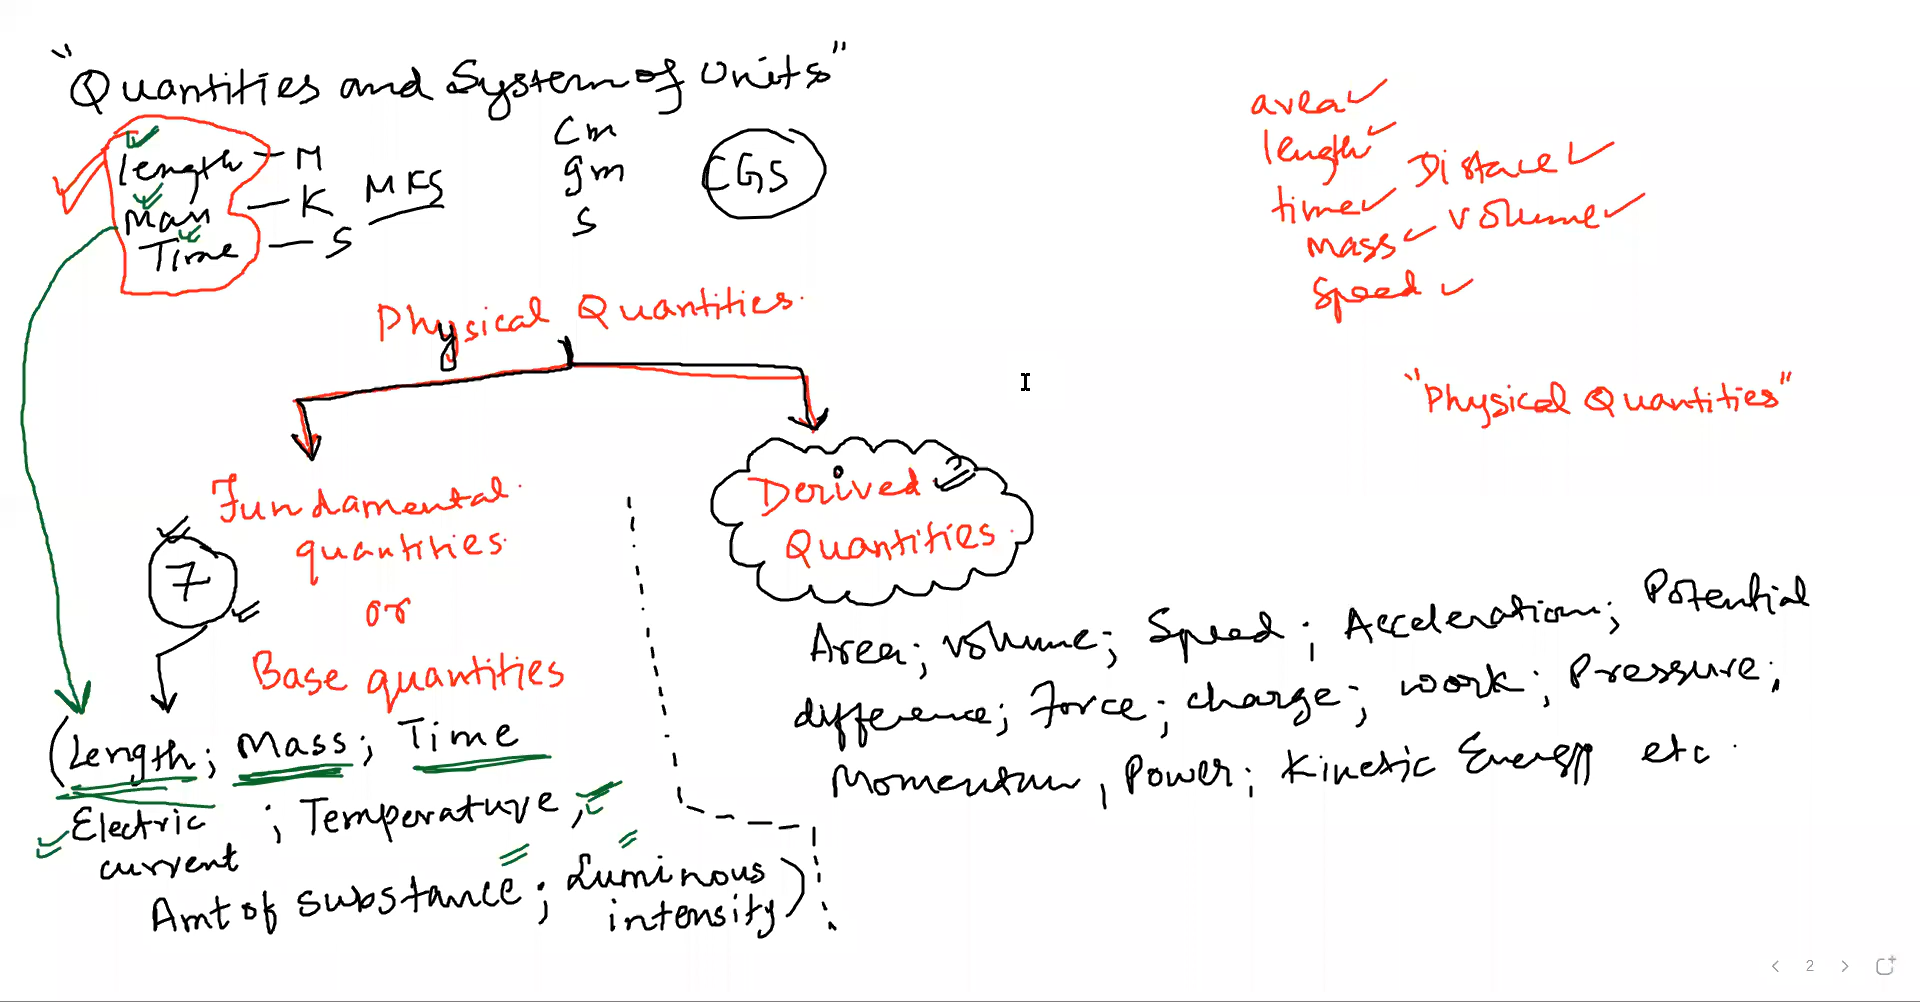 "Quantities and System of Units"
length - M
Mass - K
Time - S
MKS
cm
gm
S
CGS
area
length
time
Distace
mass
volume
Speed
"Physical Quantities"
Physical Quantities
Fundamental
quantities
or
Base quantities
7
Derived
Quantities
(Length; Mass; Time
Electric
current
; Temperature;
Amt of substance; Luminous
intensity)
Area; volume; Speed; Acceleration; Potential
difference; Force; charge; work; Pressure;
Momentum, Power; Kinetic Energy etc.
2